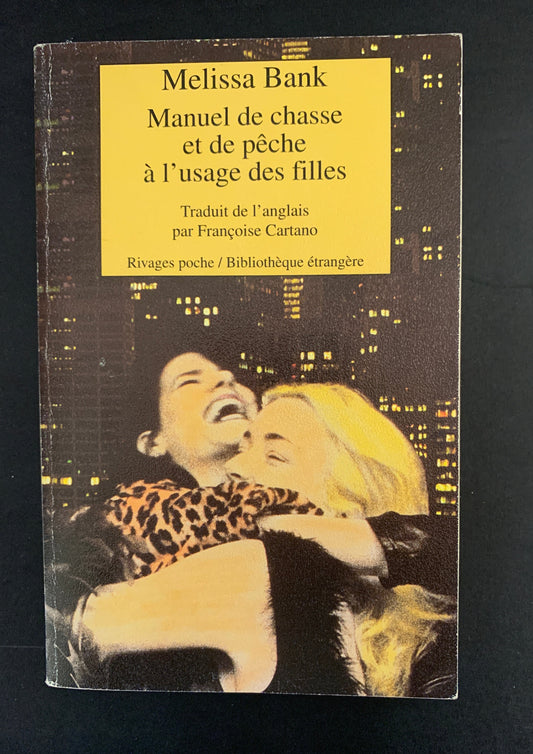 Melissa Bank
Manuel de chasse
et de pêche
à l'usage des filles
Traduit de l'anglais
par Françoise Cartano
Rivages poche / Bibliothèque étrangère